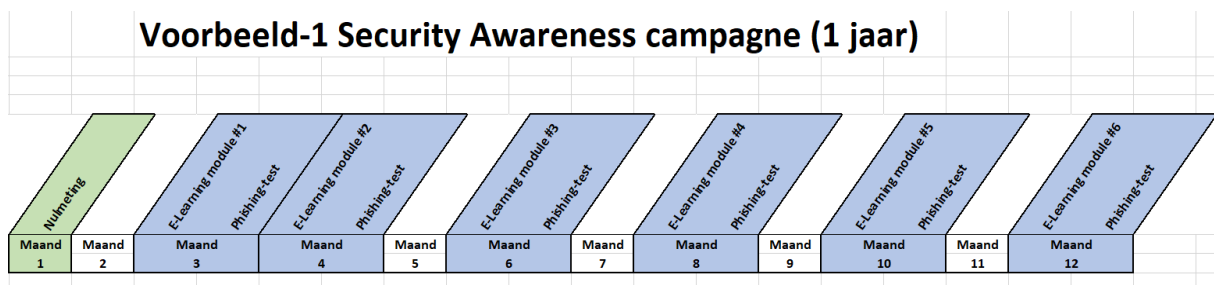 Voorbeeld-1 Security Awareness campagne (1 jaar)
Nulmeting
E-Learning module #1
Phishing-test
E-Learning module #2
Phishing-test
E-Learning module #3
Phishing-test
E-Learning module #4
Phishing-test
E-Learning module #5
Phishing-test
E-Learning module #6
Phishing-test
Maand Maand Maand Maand Maand Maand Maand Maand Maand Maand Maand Maand
1 2 3 4 5 6 7 8 9 10 11 12